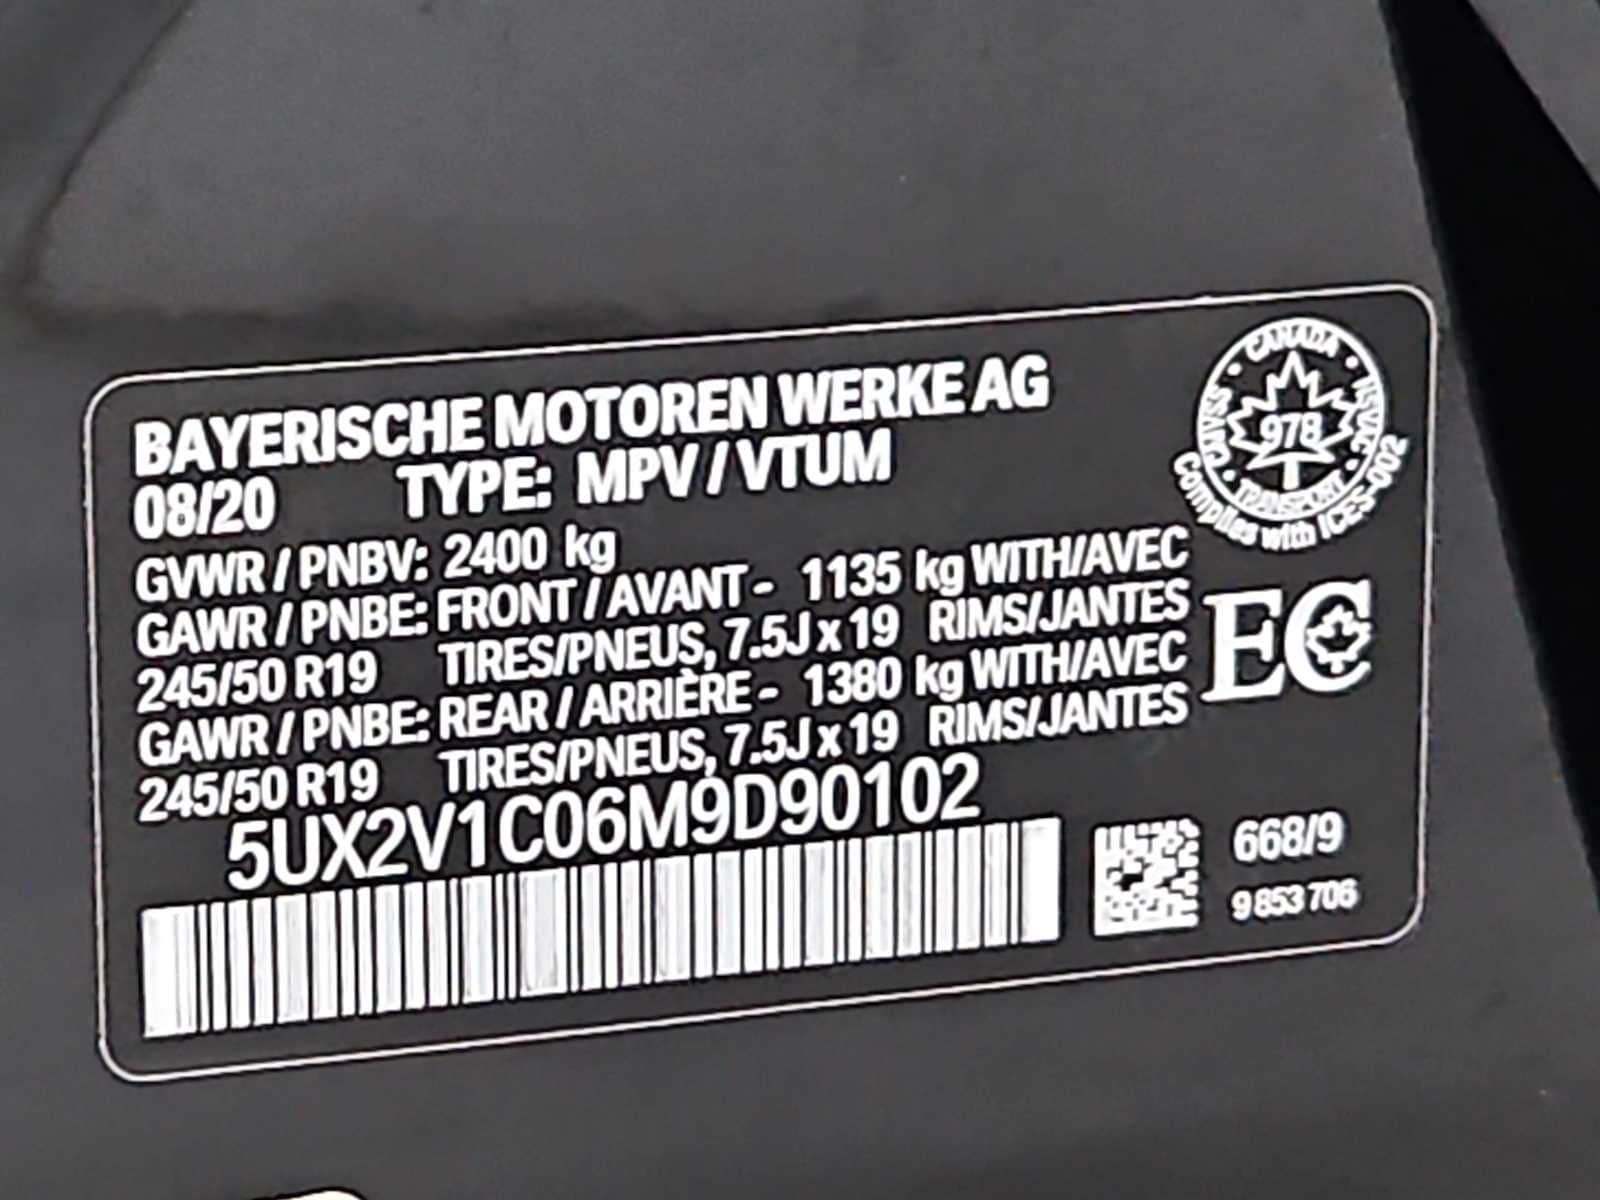 BAYERISCHE MOTOREN WERKE AG
08/20 TYPE: MPV / VTUM
GVWR / PNBV: 2400 kg
GAWR / PNBE: FRONT / AVANT - 1135 kg WITH/AVEC
245/50 R19 TIRES/PNEUS, 7.5J x 19 RIMS/JANTES
GAWR / PNBE: REAR / ARRIÈRE - 1380 kg WITH/AVEC
245/50 R19 TIRES/PNEUS, 7.5J x 19 RIMS/JANTES
5UX2V1C06M9D90102
CANADA
978
TRANSPORT
Complies with ICES-002
EC
668/9
9 853 706